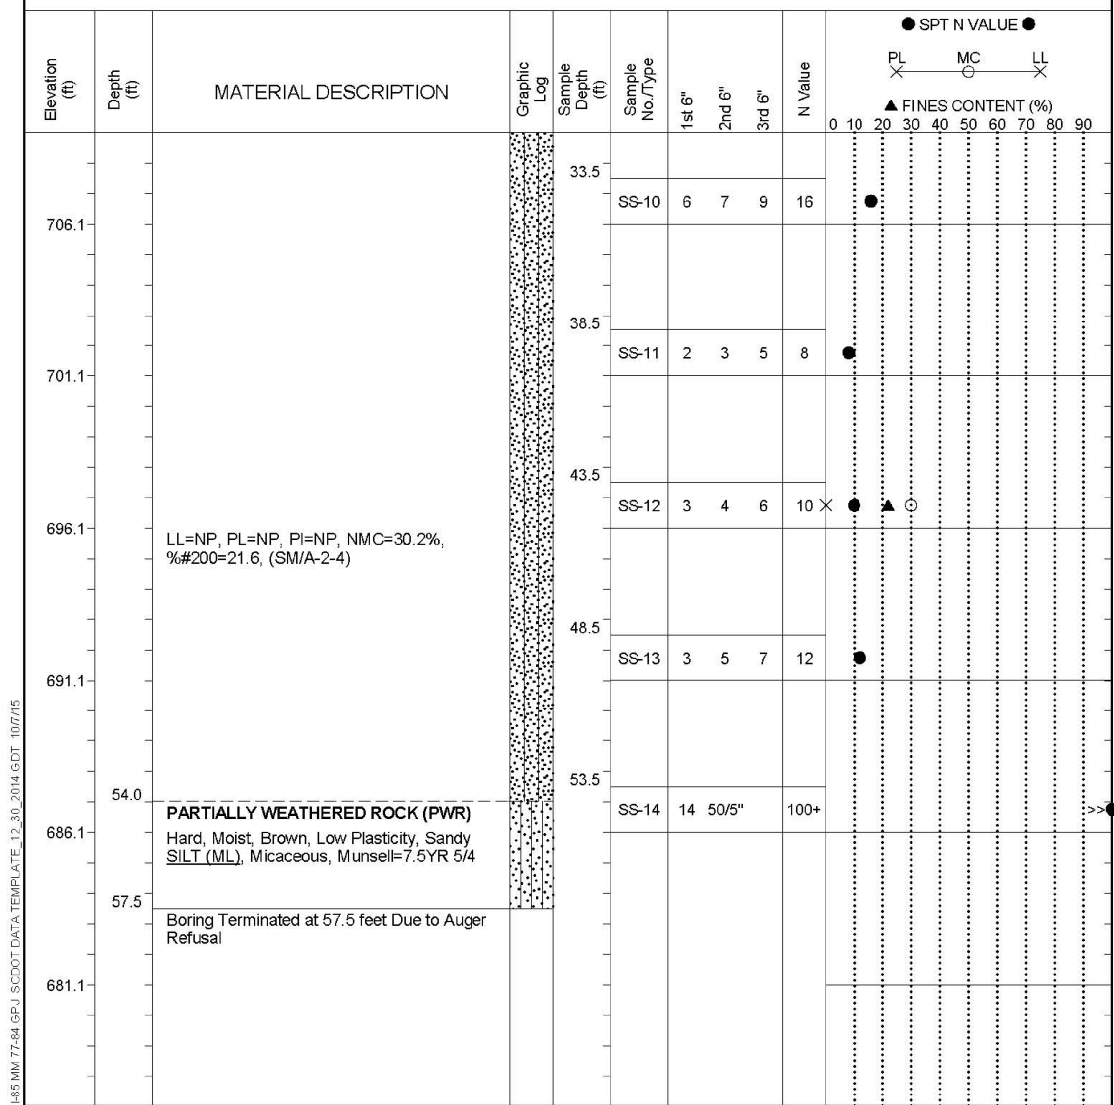 SPT N VALUE
PL MC LL
FINES CONTENT (%)
0 10 20 30 40 50 60 70 80 90
Elevation (ft)
Depth (ft)
MATERIAL DESCRIPTION
Graphic Log
Sample Depth (ft)
Sample No./Type
1st 6"
2nd 6"
3rd 6"
N Value
33.5
SS-10 6 7 9 16
706.1
38.5
SS-11 2 3 5 8
701.1
43.5
SS-12 3 4 6 10
696.1
LL=NP, PL=NP, PI=NP, NMC=30.2%,
%#200=21.6, (SM/A-2-4)
48.5
SS-13 3 5 7 12
691.1
53.5
54.0
PARTIALLY WEATHERED ROCK (PWR)
SS-14 14 50/5" 100+ >>
686.1
Hard, Moist, Brown, Low Plasticity, Sandy
SILT (ML), Micaceous, Munsell=7.5YR 5/4
57.5
Boring Terminated at 57.5 feet Due to Auger
Refusal
681.1
I-85 MM 77-84.GPJ SCDOT DATA TEMPLATE_12_30_2014.GDT 10/7/15